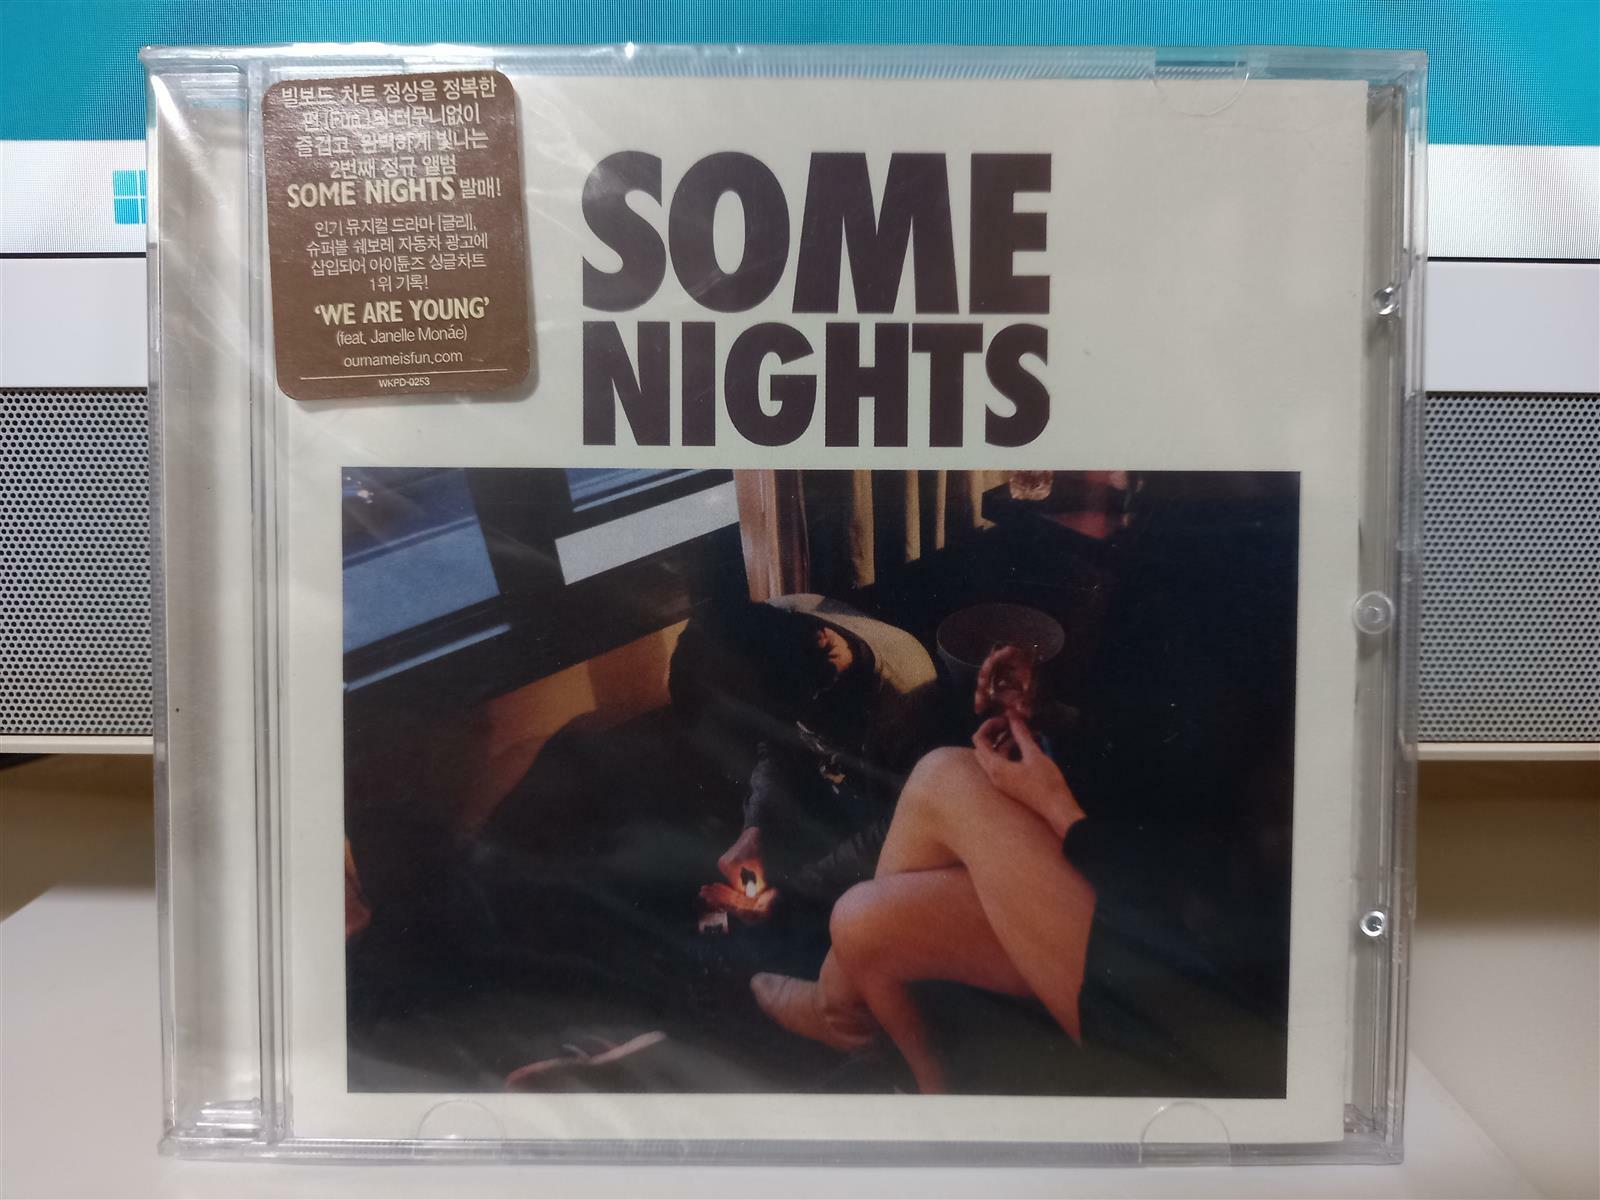 빌보드 차트 정상을 정복한
펀 (Fun.)의 터무니없이
즐겁고, 완벽하게 빛나는
2번째 정규 앨범
SOME NIGHTS 발매!
인기 뮤지컬 드라마 [글리],
슈퍼볼 쉐보레 자동차 광고에
삽입되어 아이튠즈 싱글차트
1위 기록!
‘WE ARE YOUNG’
(feat. Janelle Monáe)
ournameisfun.com
WKPD-0253
SOME
NIGHTS